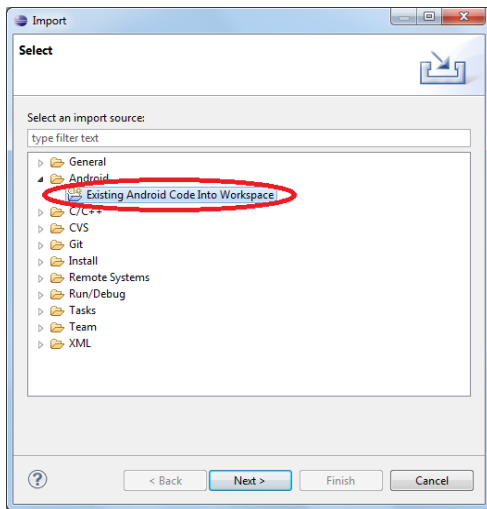 Import
Select
Select an import source:
type filter text
General
Android
Existing Android Code Into Workspace
C/C++
CVS
Git
Install
Remote Systems
Run/Debug
Tasks
Team
XML
?
< Back Next > Finish Cancel